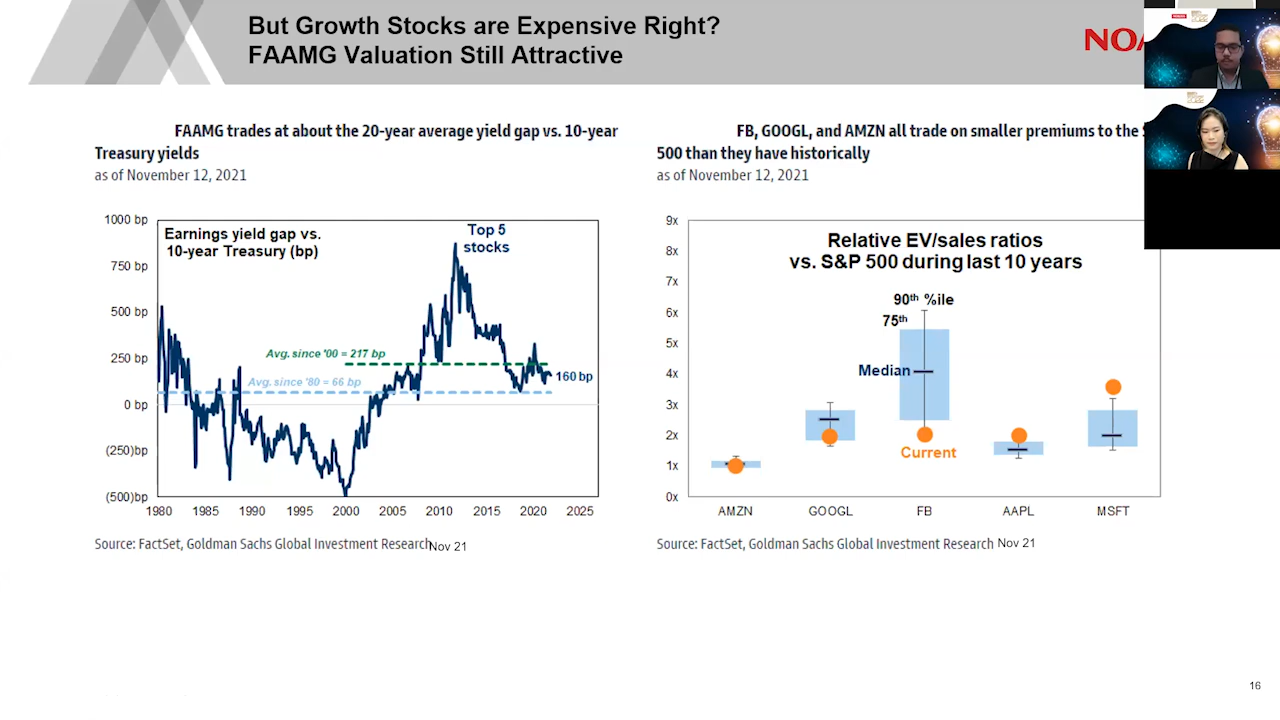 But Growth Stocks are Expensive Right?
FAAMG Valuation Still Attractive
FAAMG trades at about the 20-year average yield gap vs. 10-year
Treasury yields
as of November 12, 2021
1000 bp
750 bp
500 bp
250 bp
0 bp
(250)bp
(500)bp
Earnings yield gap vs.
10-year Treasury (bp)
Top 5
stocks
Avg. since '00 = 217 bp
Avg. since '80 = 66 bp
160 bp
1980 1985 1990 1995 2000 2005 2010 2015 2020 2025
Source: FactSet, Goldman Sachs Global Investment Research Nov 21
FB, GOOGL, and AMZN all trade on smaller premiums to the
500 than they have historically
as of November 12, 2021
9x
8x
7x
6x
5x
4x
3x
2x
1x
0x
Relative EV/sales ratios
vs. S&P 500 during last 10 years
90th %ile
75th
Median
Current
AMZN GOOGL FB AAPL MSFT
Source: FactSet, Goldman Sachs Global Investment Research Nov 21
16